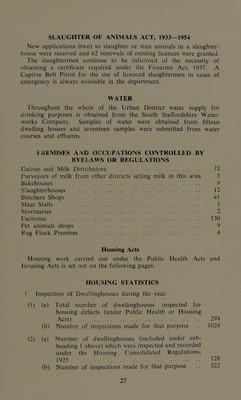 SLAUGHTER OF ANIMALS ACT, 1933—1954
New applications (two) to slaughter or stun animals in a slaughter-
house were received and 62 renewals of existing licences were granted.
The slaughtermen continue to be informed of the necessity of
obtaining a certificate required under the Firearms Act, 1937. A
Captive Bolt Pistol for the use of licenced slaughtermen in cases of
emergency is always available in the department.
WATER
Throughout the whole of the Urban District water supply for
drinking purposes is obtained from the South Staffordshire Water-
works Company. Samples of water were obtained from fifteen
dwelling houses and seventeen samples were submitted from water
courses and effluents.
PREMISES AND OCCUPATIONS CONTROLLED BY
BYELAWS OR REGULATIONS
Dairies and Milk Distributors .. .. .. 72
Purveyors of milk from other districts selling milk in this area 5
Bakehouses .. .. .. .. 9
Slaughterhouses .. .. .. .. 12
Butchers Shops .. .. .. .. 41
Meat Stalls .. .. .. .. 5
Mortuaries .. .. .. .. 2
Factories .. .. .. .. 130
Pet animals shops .. .. .. .. 9
Rag Flock Premises .. .. .. .. 4
Housing Acts
Housing work carried out under the Public Health Acts and
Housing Acts is set out on the following pages.
HOUSING STATISTICS
1 Inspection of Dwellinghouses during the year:
(1) (a) Total number of dwellinghouses inspected for
housing defects (under Public Health or Housing
Acts) .. .. .. .. 294
(b) Number of inspections made for that purpose .. 1024
(2) (a) Number of dwellinghouses (included under sub-
heading 1 above) which were inspected and recorded
under the Housing Consolidated Regulations,
1925 .. .. .. .. 128
(b) Number of inspections made for that purpose .. 322
27